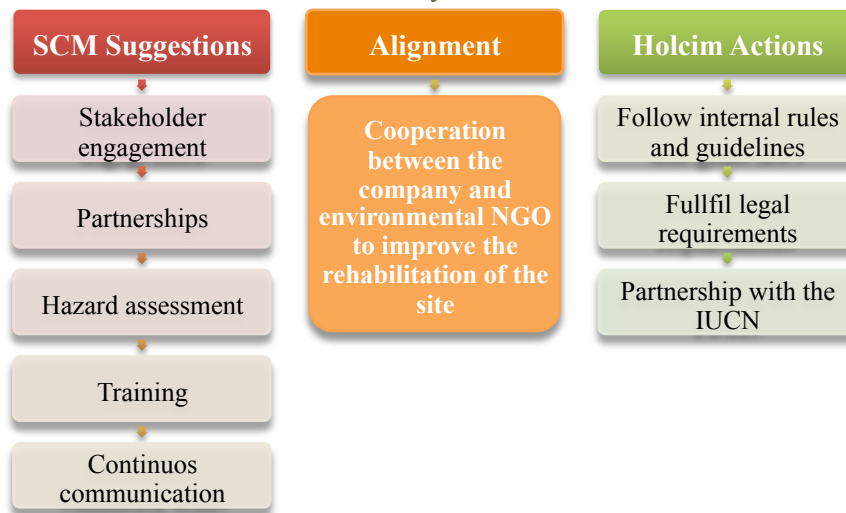 SCM Suggestions
Stakeholder
engagement
Partnerships
Hazard assessment
Training
Continuos
communication
Alignment
Cooperation
between the
company and
environmental NGO
to improve the
rehabilitation of the
site
Holcim Actions
Follow internal rules
and guidelines
Fullfil legal
requirements
Partnership with the
IUCN